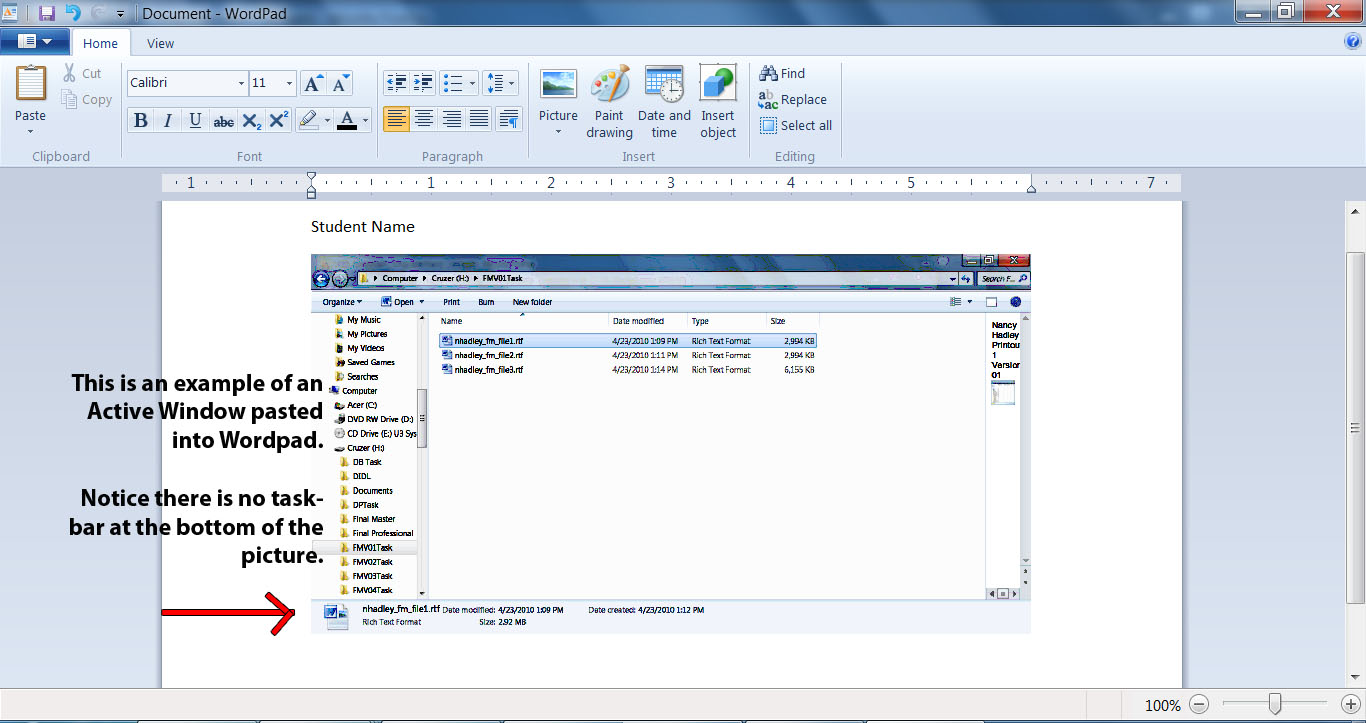 Document - WordPad
Home View
Paste
Cut
Copy
Clipboard
Calibri 11
A A
B I U abc X₂ X² A
Font
Paragraph
Picture
Paint drawing
Date and time
Insert object
Insert
Find
Replace
Select all
Editing
1 1 2 3 4 5 7
Student Name
Computer Cruzer (H:) FMV01Task
Search F...
Organize Open Print Burn New folder
My Music
My Pictures
My Videos
Saved Games
Searches
Computer
Acer (C:)
DVD RW Drive (D:)
CD Drive (E:) U3 Sys
Cruzer (H:)
DB Task
DIDL
Documents
DPTask
Final Master
Final Professional
FMV01Task
FMV02Task
FMV03Task
FMV04Task
Name Date modified Type Size
nhadley_fm_file1.rtf 4/23/2010 1:09 PM Rich Text Format 2,994 KB
nhadley_fm_file2.rtf 4/23/2010 1:11 PM Rich Text Format 2,994 KB
nhadley_fm_file3.rtf 4/23/2010 1:14 PM Rich Text Format 6,155 KB
Nancy
Hadley
Printou
1
Version
01
This is an example of an
Active Window pasted
into Wordpad.
Notice there is no task-
bar at the bottom of the
picture.
nhadley_fm_file1.rtf Date modified: 4/23/2010 1:09 PM Date created: 4/23/2010 1:12 PM
Rich Text Format Size: 2.92 MB
100%